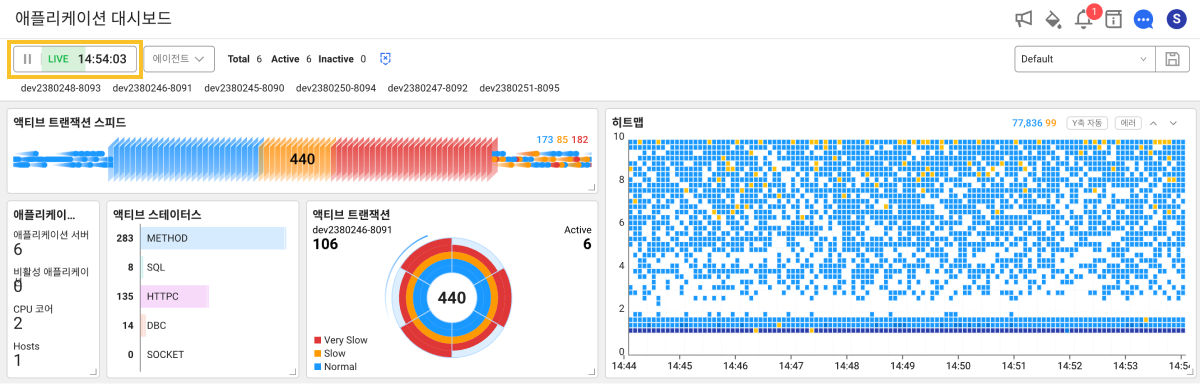 애플리케이션 대시보드
1
S
LIVE 14:54:03
에이전트
Total 6 Active 6 Inactive 0
Default
dev2380248-8093 dev2380246-8091 dev2380245-8090 dev2380250-8094 dev2380247-8092 dev2380251-8095
액티브 트랜잭션 스피드
173 85 182
440
애플리케이...
애플리케이션 서버
6
비활성 애플리케이션
0
CPU 코어
2
Hosts
1
액티브 스테이터스
283 METHOD
8 SQL
135 HTTPC
14 DBC
0 SOCKET
액티브 트랜잭션
dev2380246-8091
106
Active
6
440
Very Slow
Slow
Normal
히트맵
77,836 99 Y축 자동 에러
10
8
6
4
2
0
14:44 14:45 14:46 14:47 14:48 14:49 14:50 14:51 14:52 14:53 14:54